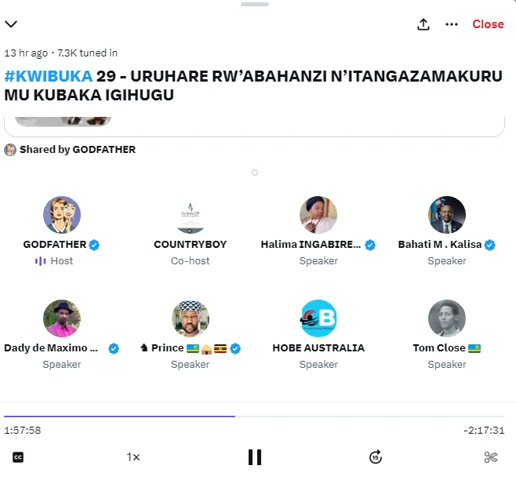 Close
13 hr ago · 7.3K tuned in
#KWIBUKA 29 - URUHARE RW’ABAHANZI N’ITANGAZAMAKURU
MU KUBAKA IGIHUGU
Shared by GODFATHER
GODFATHER
Host
COUNTRYBOY
Co-host
Halima INGABIRE...
Speaker
Bahati M . Kalisa
Speaker
Dady de Maximo ...
Speaker
♞ Prince 🇷🇼🛖🇺🇬
Speaker
HOBE AUSTRALIA
Speaker
Tom Close 🇷🇼
Speaker
1:57:58
-2:17:31
CC
1×
15